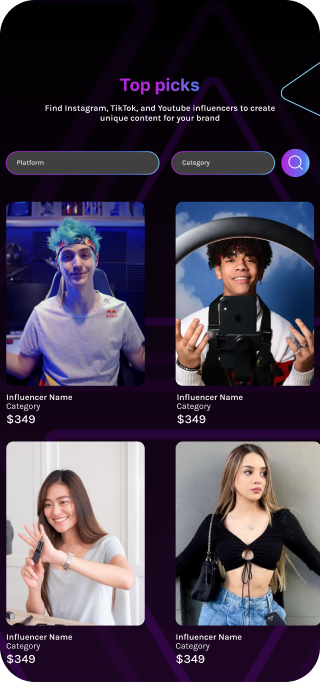 Top picks
Find Instagram, TikTok, and Youtube influencers to create
unique content for your brand
Platform
Category
Influencer Name
Category
$349
Influencer Name
Category
$349
Influencer Name
Category
$349
Influencer Name
Category
$349